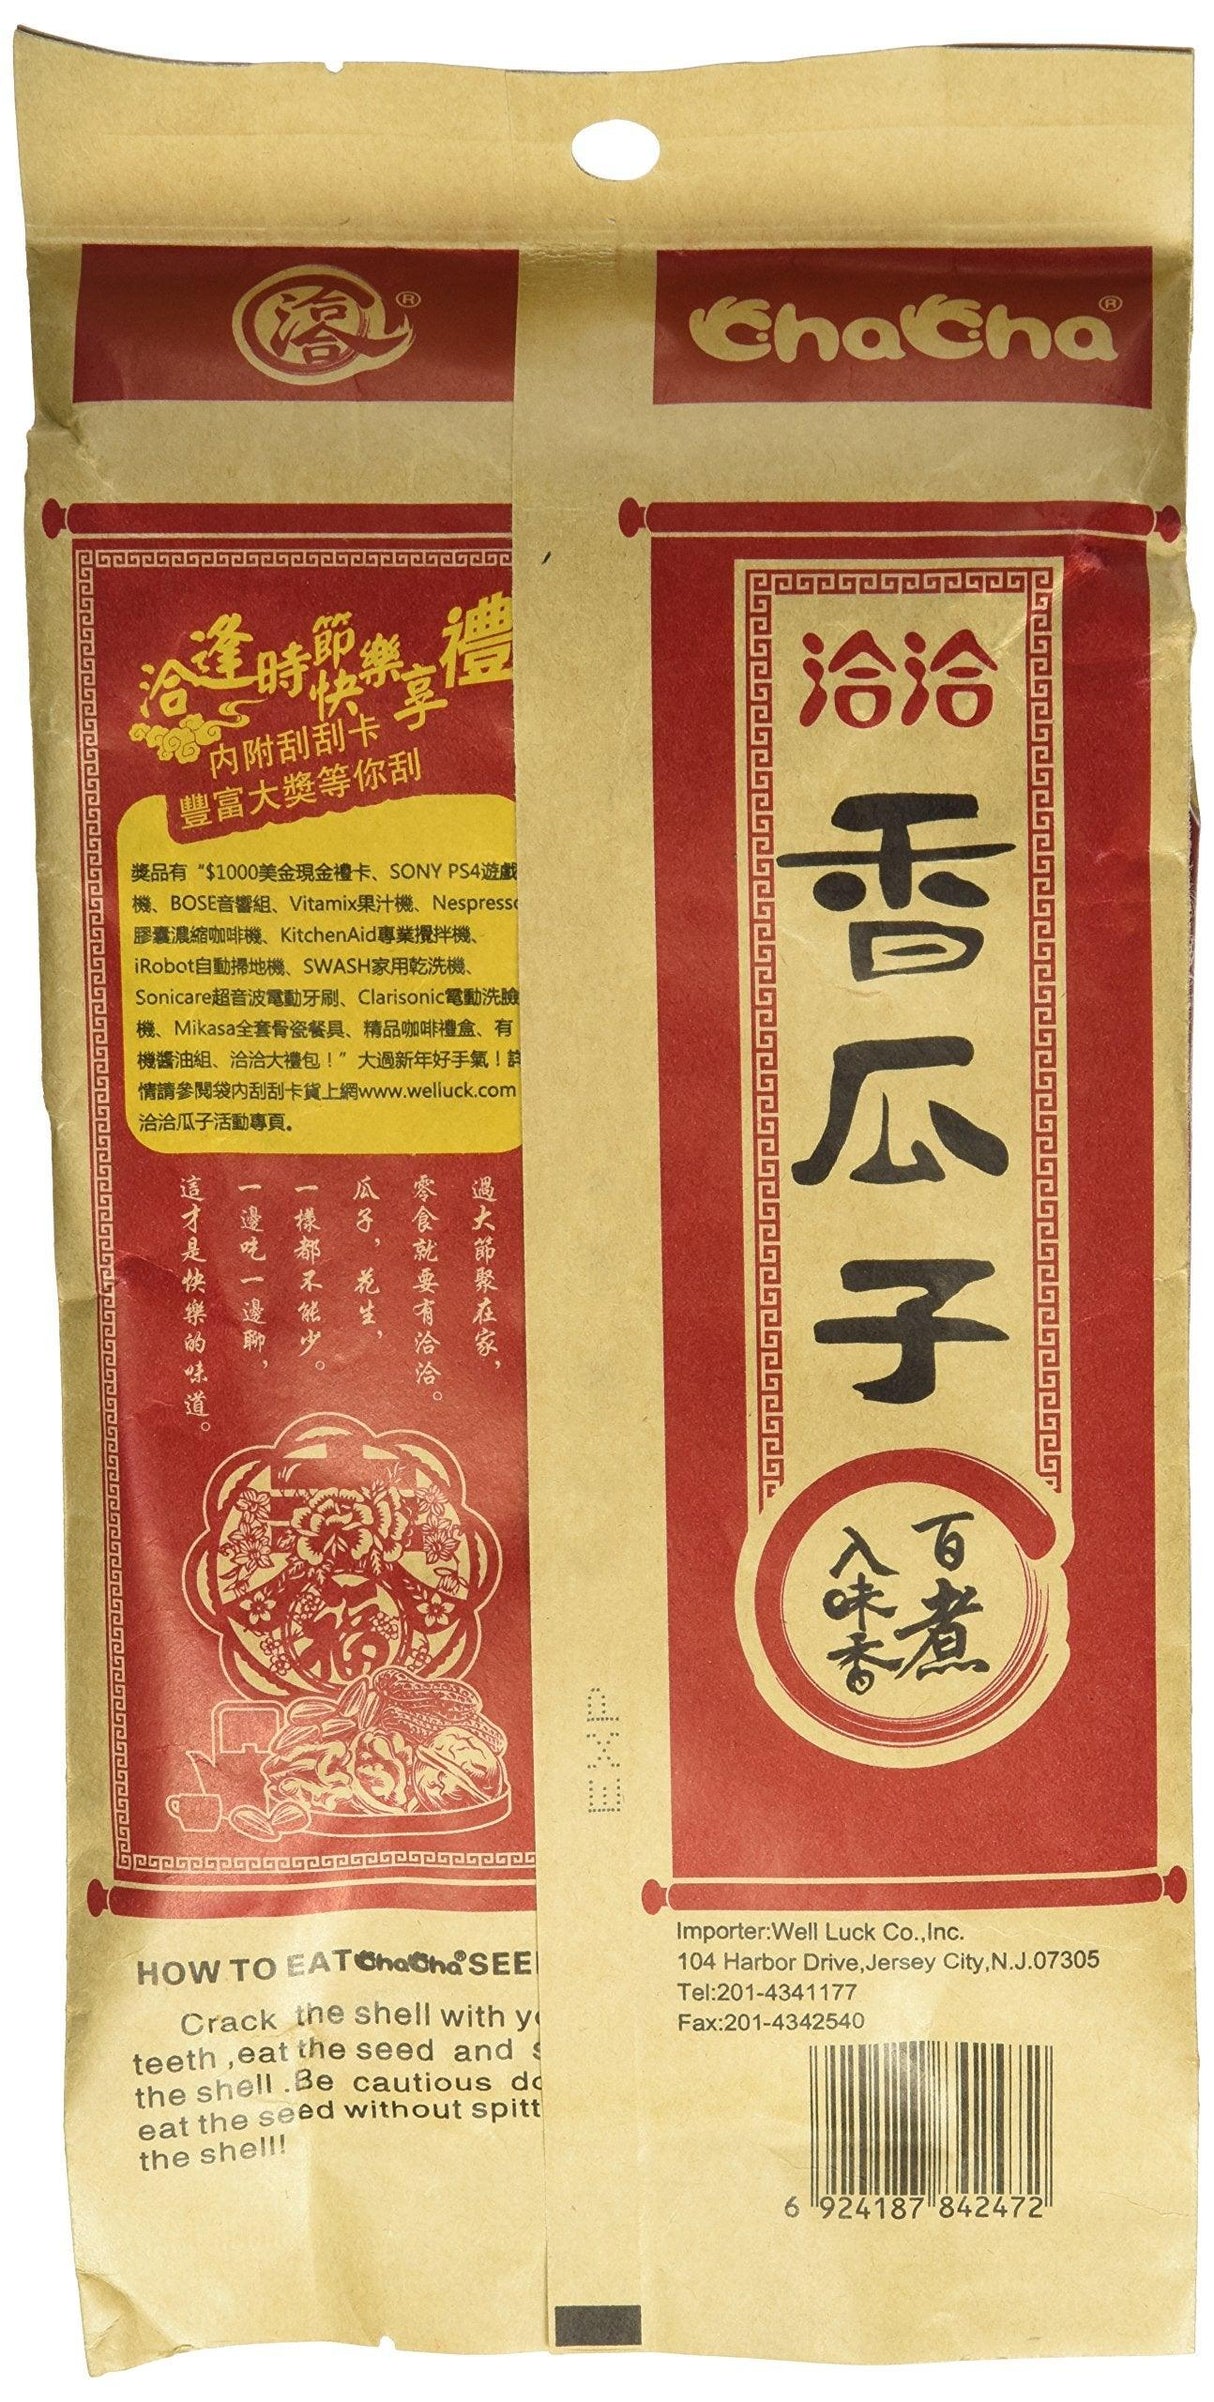 洽洽®
ChaCha®
洽逢時節快樂享禮
內附刮刮卡
豐富大獎等你刮
獎品有“$1000美金現金禮卡、SONY PS4遊戲
機、BOSE音響組、Vitamix果汁機、Nespresso
膠囊濃縮咖啡機、KitchenAid專業攪拌機、
iRobot自動掃地機、SWASH家用乾洗機、
Sonicare超音波電動牙刷、Clarisonic電動洗臉
機、Mikasa全套骨瓷餐具、精品咖啡禮盒、有
機醬油組、洽洽大禮包！”大過新年好手氣！詳
情請參閱袋內刮刮卡貨上網www.welluck.com
洽洽瓜子活動專頁。
過大節聚在家，
零食就要有洽洽。
瓜子，花生，
一樣都不能少。
一邊吃一邊聊，
這才是快樂的味道。
福
HOW TO EAT ChaCha® SEE
Crack the shell with yo
teeth ,eat the seed and s
the shell .Be cautious do
eat the seed without spitt
the shell!
EXP
洽洽
香瓜子
百煮
入味香
Importer:Well Luck Co.,Inc.
104 Harbor Drive,Jersey City,N.J.07305
Tel:201-4341177
Fax:201-4342540
6 924187 842472